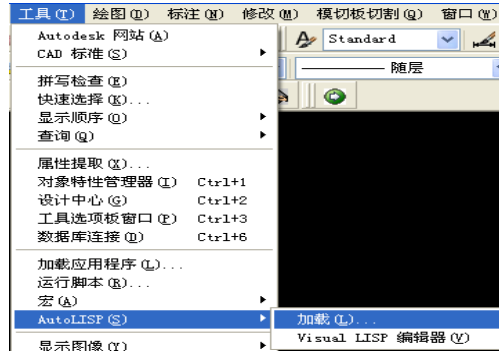 工具(T) 绘图(D) 标注(N) 修改(M) 模切板切割(Q) 窗口(W)
Autodesk 网站(A)
Standard
CAD 标准(S)
随层
拼写检查(E)
快速选择(K)...
显示顺序(O)
查询(Q)
属性提取(X)...
对象特性管理器(I) Ctrl+1
设计中心(G) Ctrl+2
工具选项板窗口(P) Ctrl+3
数据库连接(D) Ctrl+6
加载应用程序(L)...
运行脚本(R)...
宏(A)
AutoLISP(S)
加载(L)...
Visual LISP 编辑器(V)
显示图像(Y)